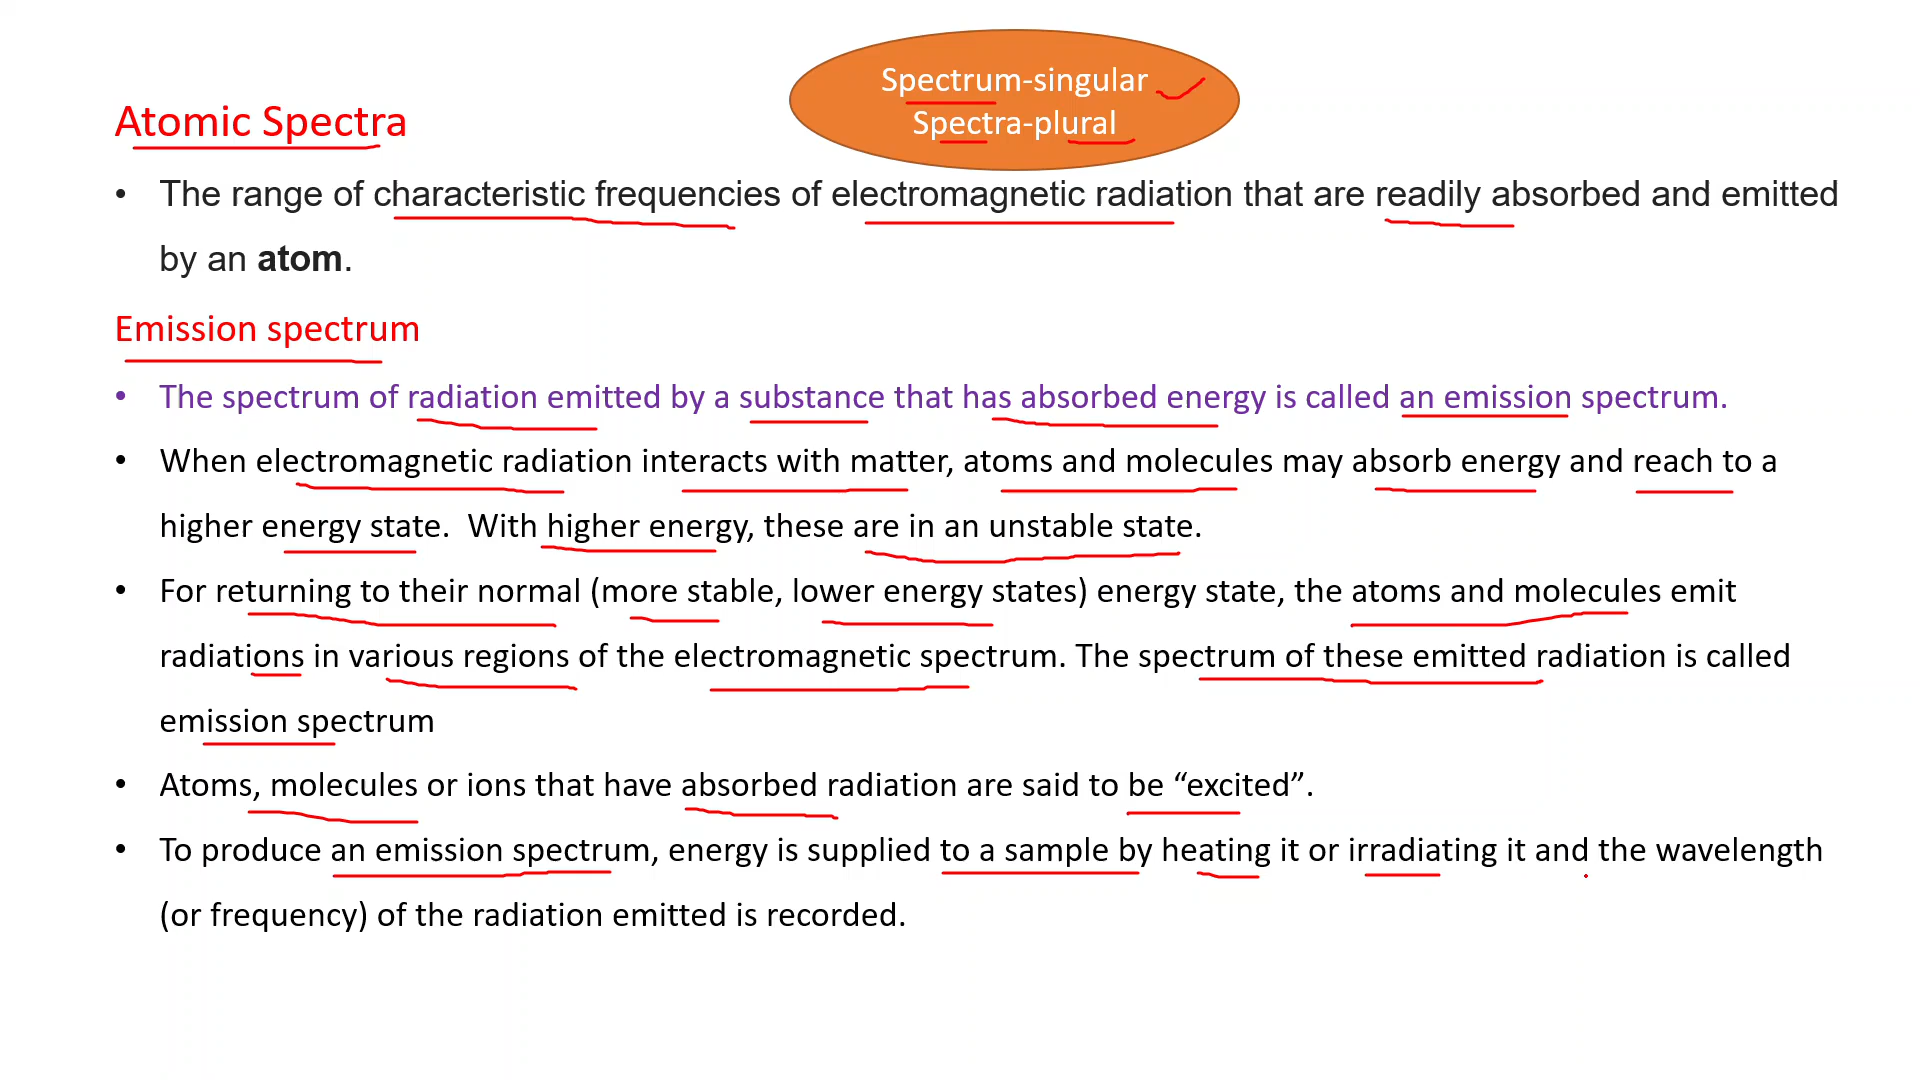 Spectrum-singular
Spectra-plural
Atomic Spectra
• The range of characteristic frequencies of electromagnetic radiation that are readily absorbed and emitted
by an atom.
Emission spectrum
• The spectrum of radiation emitted by a substance that has absorbed energy is called an emission spectrum.
• When electromagnetic radiation interacts with matter, atoms and molecules may absorb energy and reach to a
higher energy state.  With higher energy, these are in an unstable state.
• For returning to their normal (more stable, lower energy states) energy state, the atoms and molecules emit
radiations in various regions of the electromagnetic spectrum. The spectrum of these emitted radiation is called
emission spectrum
• Atoms, molecules or ions that have absorbed radiation are said to be “excited”.
• To produce an emission spectrum, energy is supplied to a sample by heating it or irradiating it and the wavelength
(or frequency) of the radiation emitted is recorded.